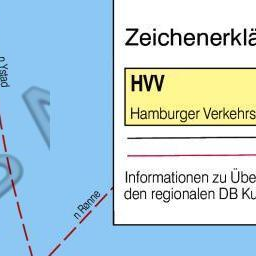 n Ystad
n Rønne
Zeichenerklä
HVV
Hamburger Verkehrs
Informationen zu Übe
den regionalen DB Ku